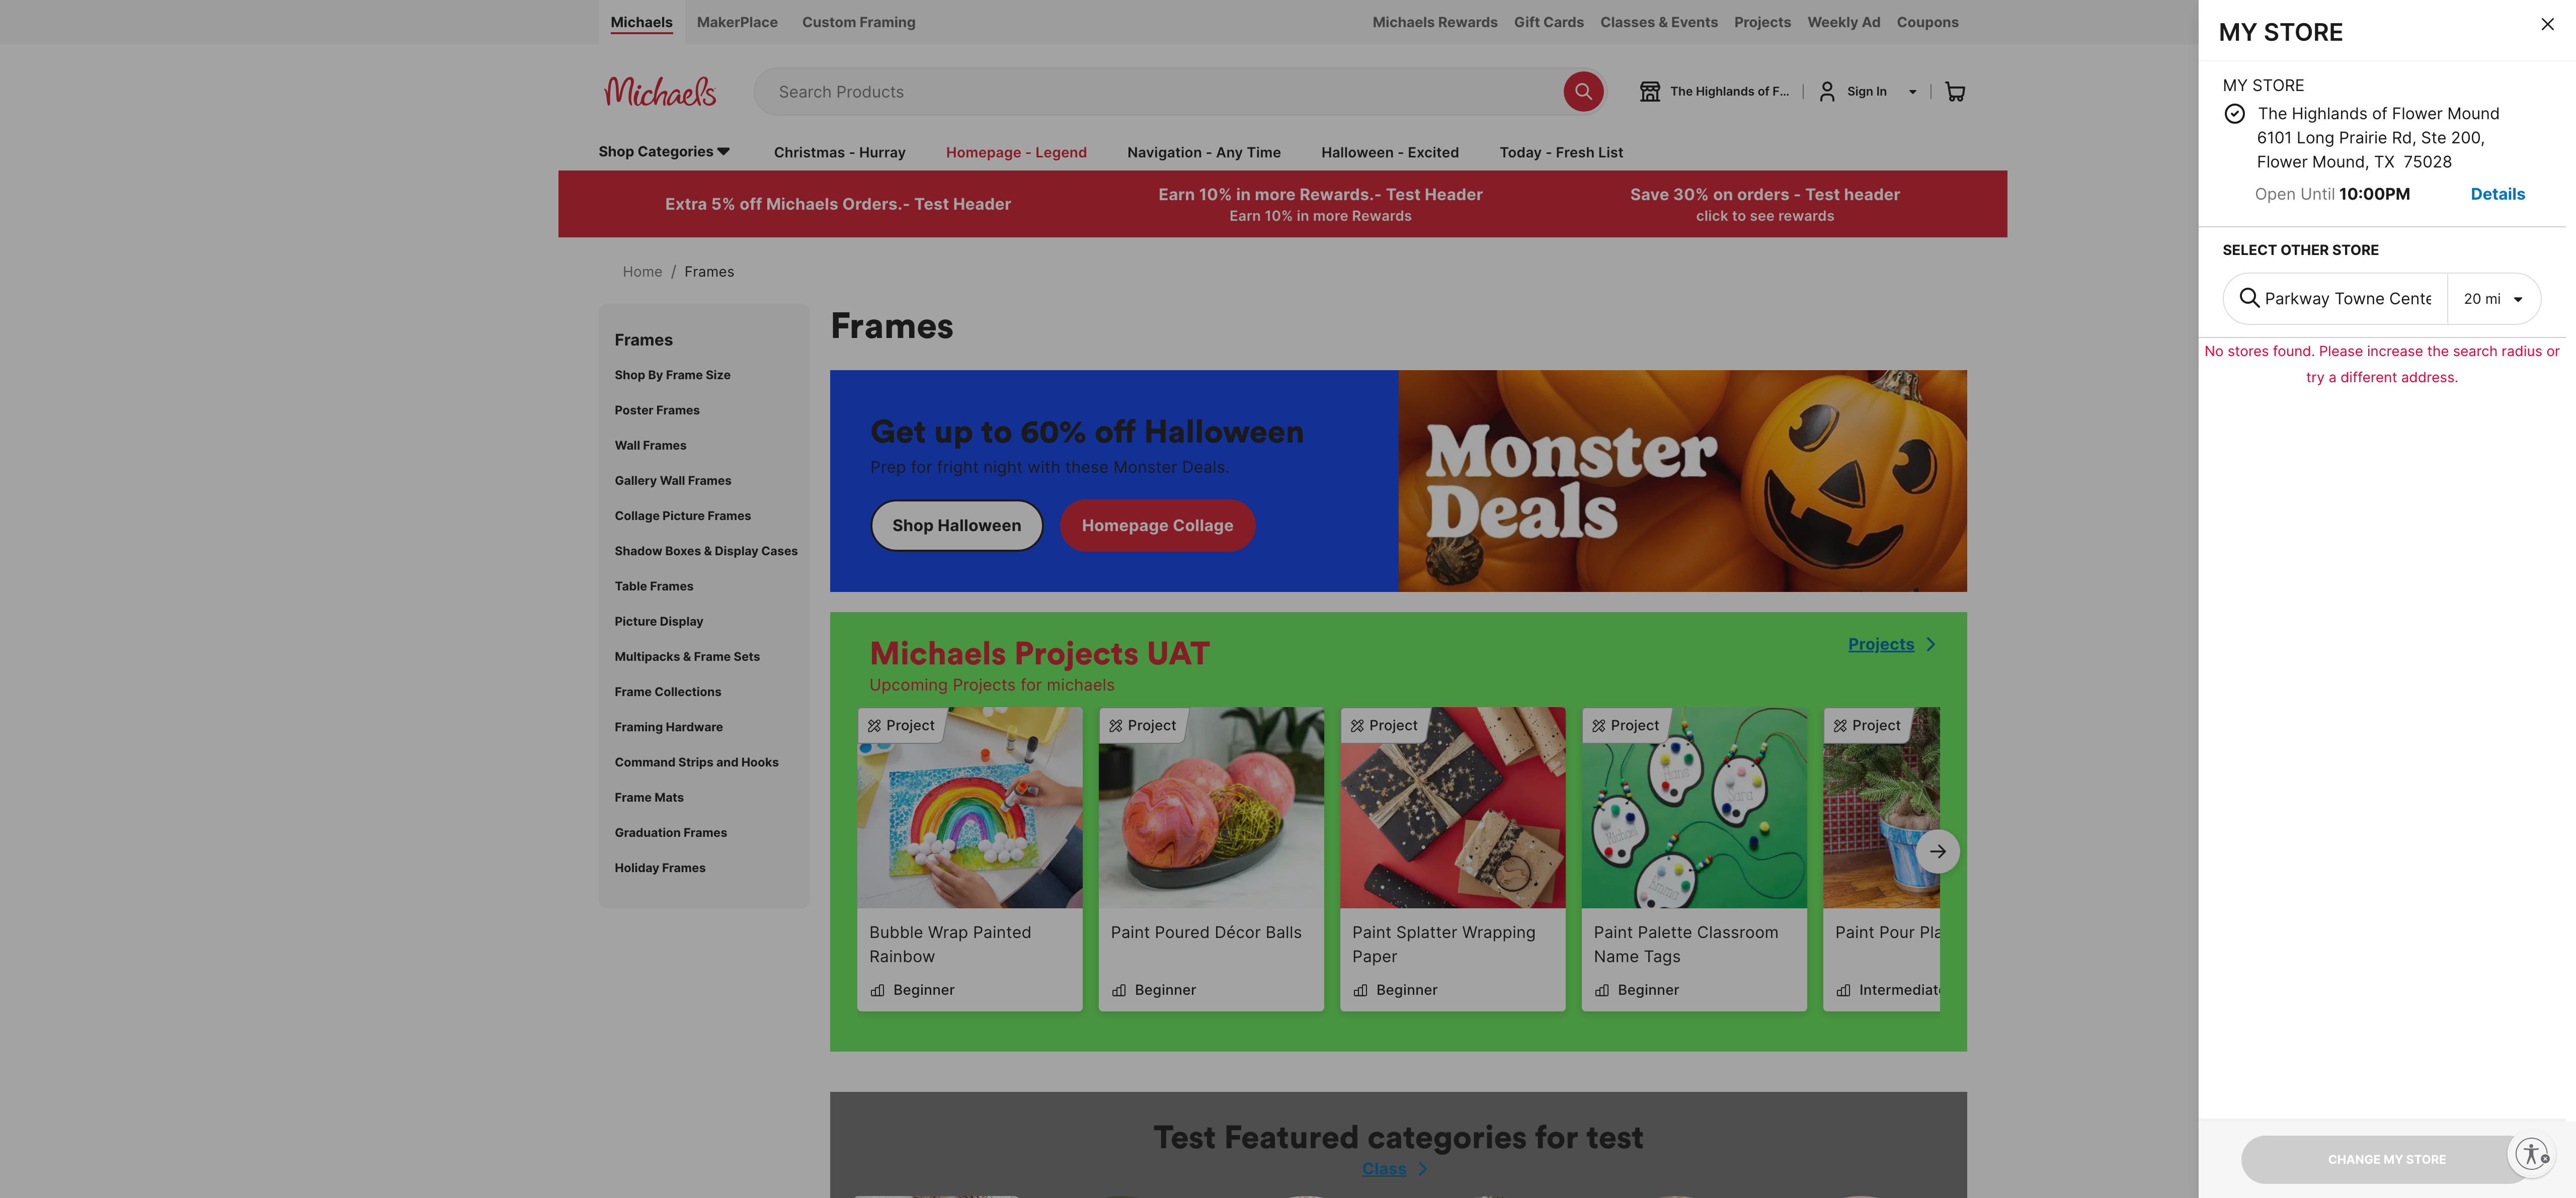 Michaels
MakerPlace
Custom Framing
Michaels Rewards
Gift Cards
Classes & Events
Projects
Weekly Ad
Coupons
Michaels
Search Products
The Highlands of F...
Sign In
Shop Categories
Christmas - Hurray
Homepage - Legend
Navigation - Any Time
Halloween - Excited
Today - Fresh List
Extra 5% off Michaels Orders.- Test Header
Earn 10% in more Rewards.- Test Header
Earn 10% in more Rewards
Save 30% on orders - Test header
click to see rewards
Home / Frames
Frames
Shop By Frame Size
Poster Frames
Wall Frames
Gallery Wall Frames
Collage Picture Frames
Shadow Boxes & Display Cases
Table Frames
Picture Display
Multipacks & Frame Sets
Frame Collections
Framing Hardware
Command Strips and Hooks
Frame Mats
Graduation Frames
Holiday Frames
Frames
Get up to 60% off Halloween
Prep for fright night with these Monster Deals.
Shop Halloween
Homepage Collage
Monster
Deals
Michaels Projects UAT
Upcoming Projects for michaels
Projects
Project
Bubble Wrap Painted
Rainbow
Beginner
Project
Paint Poured Décor Balls
Beginner
Project
Paint Splatter Wrapping
Paper
Beginner
Project
Sara
Michael
Emma
Paint Palette Classroom
Name Tags
Beginner
Project
Paint Pour Pla
Intermediate
Test Featured categories for test
Class
MY STORE
MY STORE
The Highlands of Flower Mound
6101 Long Prairie Rd, Ste 200,
Flower Mound, TX 75028
Open Until 10:00PM
Details
SELECT OTHER STORE
Parkway Towne Cente
20 mi
No stores found. Please increase the search radius or
try a different address.
CHANGE MY STORE